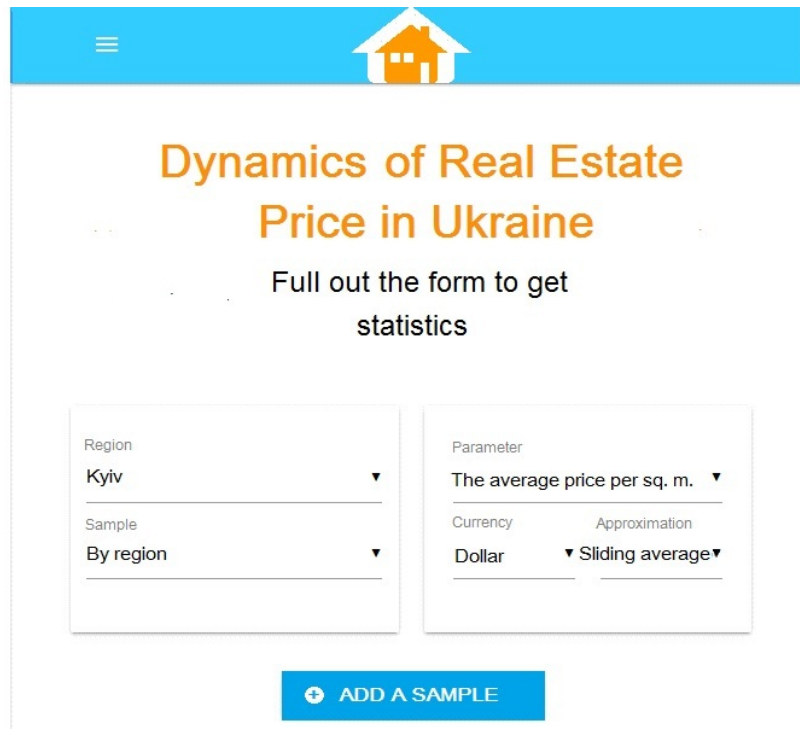 Dynamics of Real Estate
Price in Ukraine
Full out the form to get
statistics
Region
Kyiv
Sample
By region
Parameter
The average price per sq. m.
Currency Approximation
Dollar Sliding average
ADD A SAMPLE